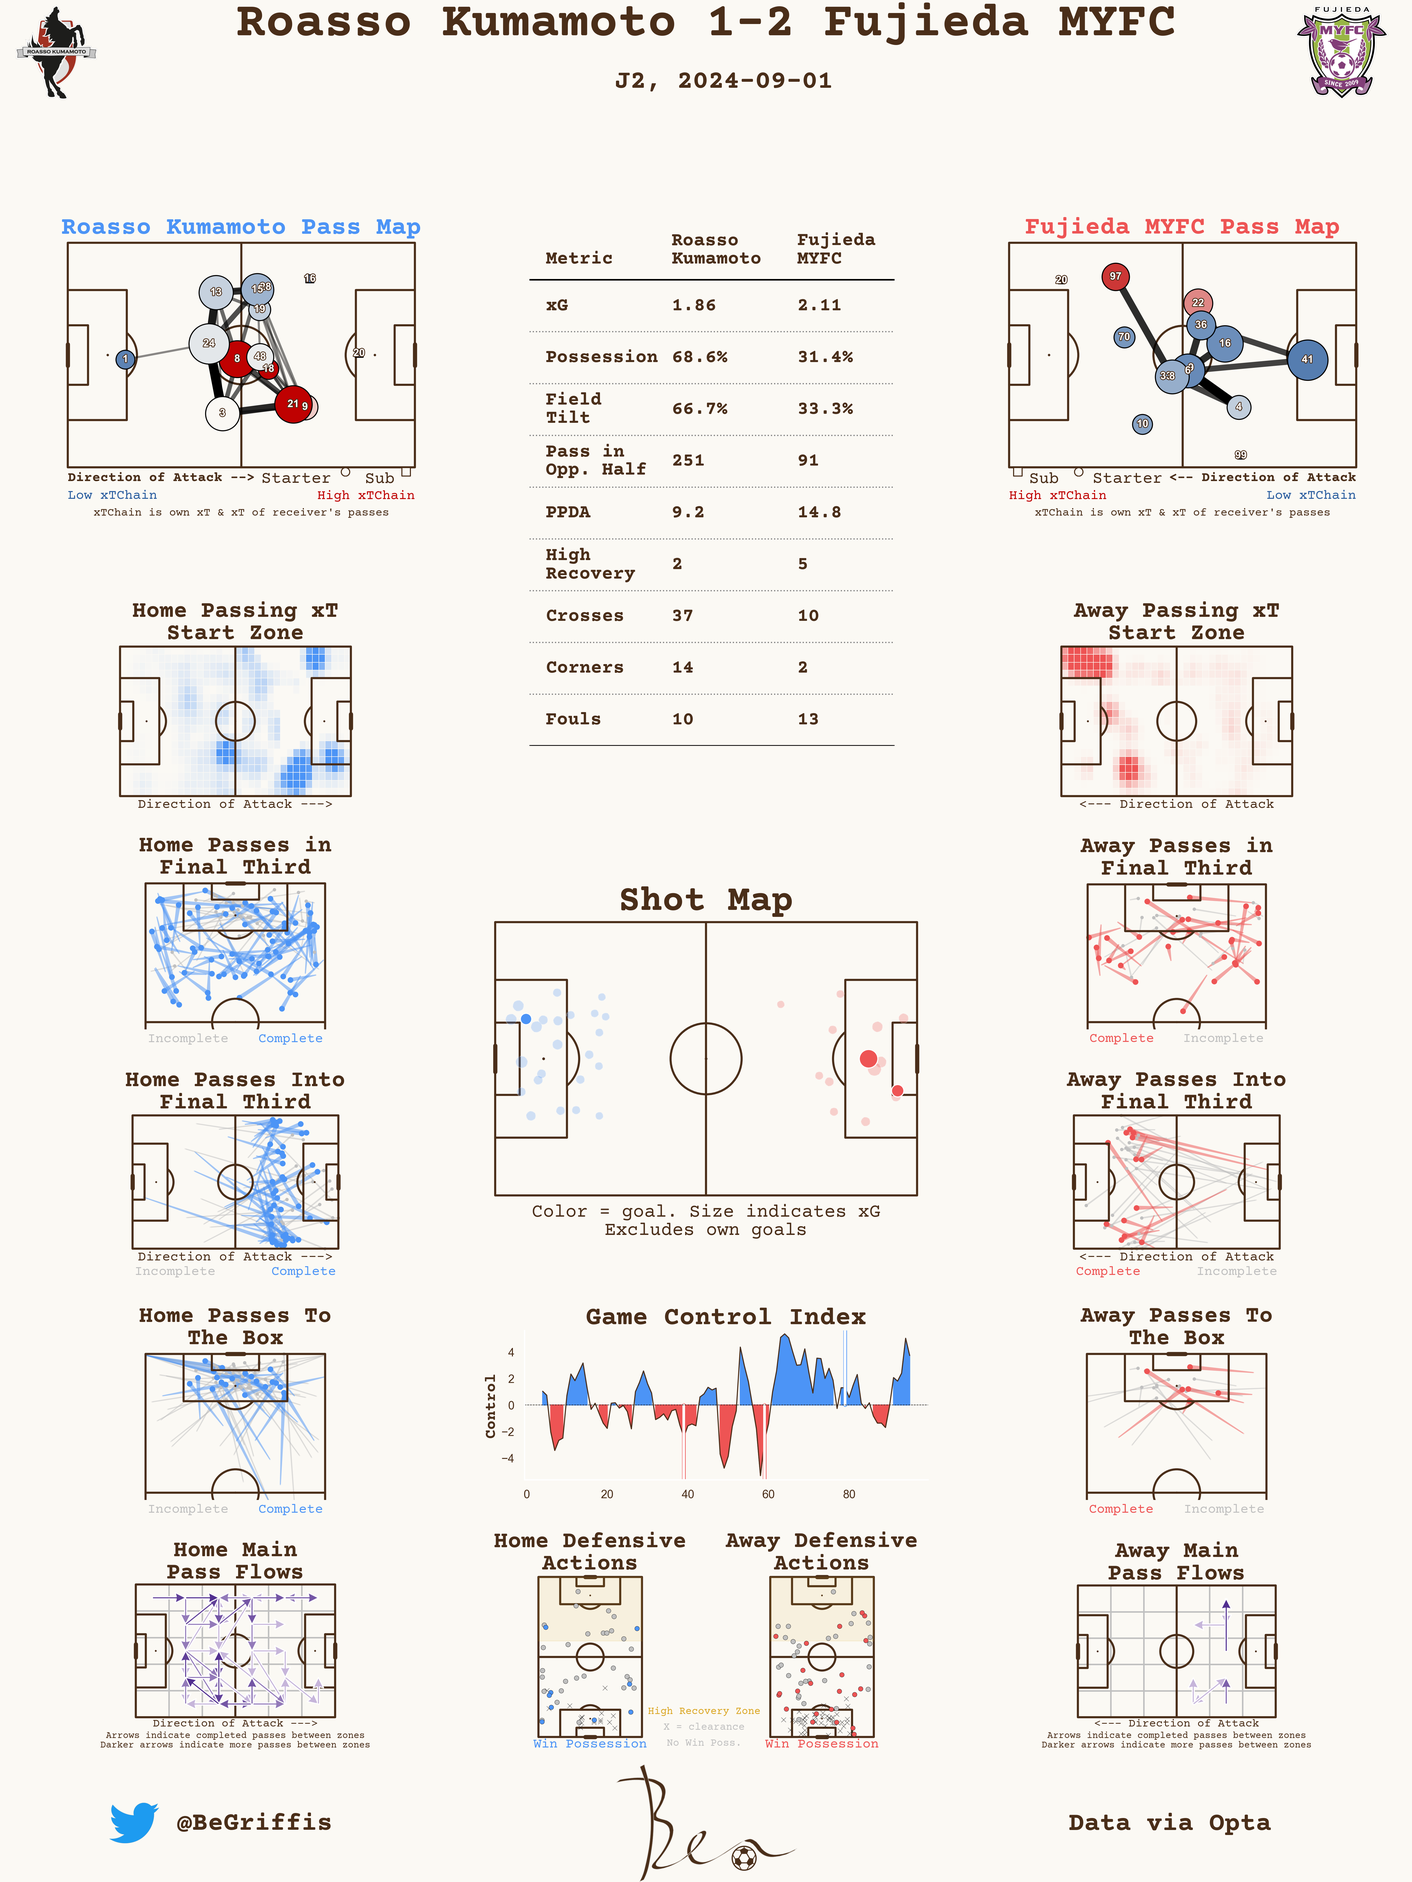 Roasso Kumamoto 1-2 Fujieda MYFC
J2, 2024-09-01
ROASSO KUMAMOTO
FUJIEDA
MYFC
SINCE 2009
Roasso Kumamoto Pass Map
16
13
15
19
24
8
48
20
1
18
21
9
3
Direction of Attack --> Starter Sub
Low xTChain High xTChain
xTChain is own xT & xT of receiver's passes
Metric Roasso Kumamoto Fujieda MYFC
xG 1.86 2.11
Possession 68.6% 31.4%
Field Tilt 66.7% 33.3%
Pass in Opp. Half 251 91
PPDA 9.2 14.8
High Recovery 2 5
Crosses 37 10
Corners 14 2
Fouls 10 13
Fujieda MYFC Pass Map
20
97
22
36
70
16
41
6
4
10
99
Sub Starter <-- Direction of Attack
High xTChain Low xTChain
xTChain is own xT & xT of receiver's passes
Home Passing xT
Start Zone
Direction of Attack --->
Away Passing xT
Start Zone
<--- Direction of Attack
Home Passes in
Final Third
Incomplete Complete
Away Passes in
Final Third
Complete Incomplete
Shot Map
Color = goal. Size indicates xG
Excludes own goals
Home Passes Into
Final Third
Direction of Attack --->
Incomplete Complete
Away Passes Into
Final Third
<--- Direction of Attack
Complete Incomplete
Home Passes To
The Box
Incomplete Complete
Game Control Index
Control
4
2
0
−2
−4
0 20 40 60 80
Away Passes To
The Box
Complete Incomplete
Home Main
Pass Flows
Direction of Attack --->
Arrows indicate completed passes between zones
Darker arrows indicate more passes between zones
Home Defensive
Actions
Win Possession
High Recovery Zone
X = clearance
No Win Poss.
Away Defensive
Actions
Win Possession
Away Main
Pass Flows
<--- Direction of Attack
Arrows indicate completed passes between zones
Darker arrows indicate more passes between zones
@BeGriffis
Ben
Data via Opta